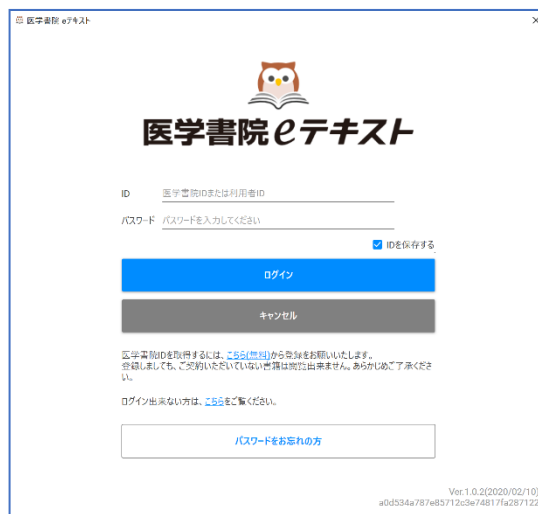 医学書院 eテキスト
医学書院eテキスト
ID 医学書院IDまたは利用者ID
パスワード パスワードを入力してください
IDを保存する
ログイン
キャンセル
医学書院IDを取得するには、こちら(無料)から登録をお願いいたします。
登録しましても、ご契約いただいていない書籍は閲覧出来ません。あらかじめご了承くださ
い。
ログイン出来ない方は、こちらをご覧ください。
パスワードをお忘れの方
Ver.1.0.2(2020/02/10)
a0d534a787e85712c3e74817fa287122